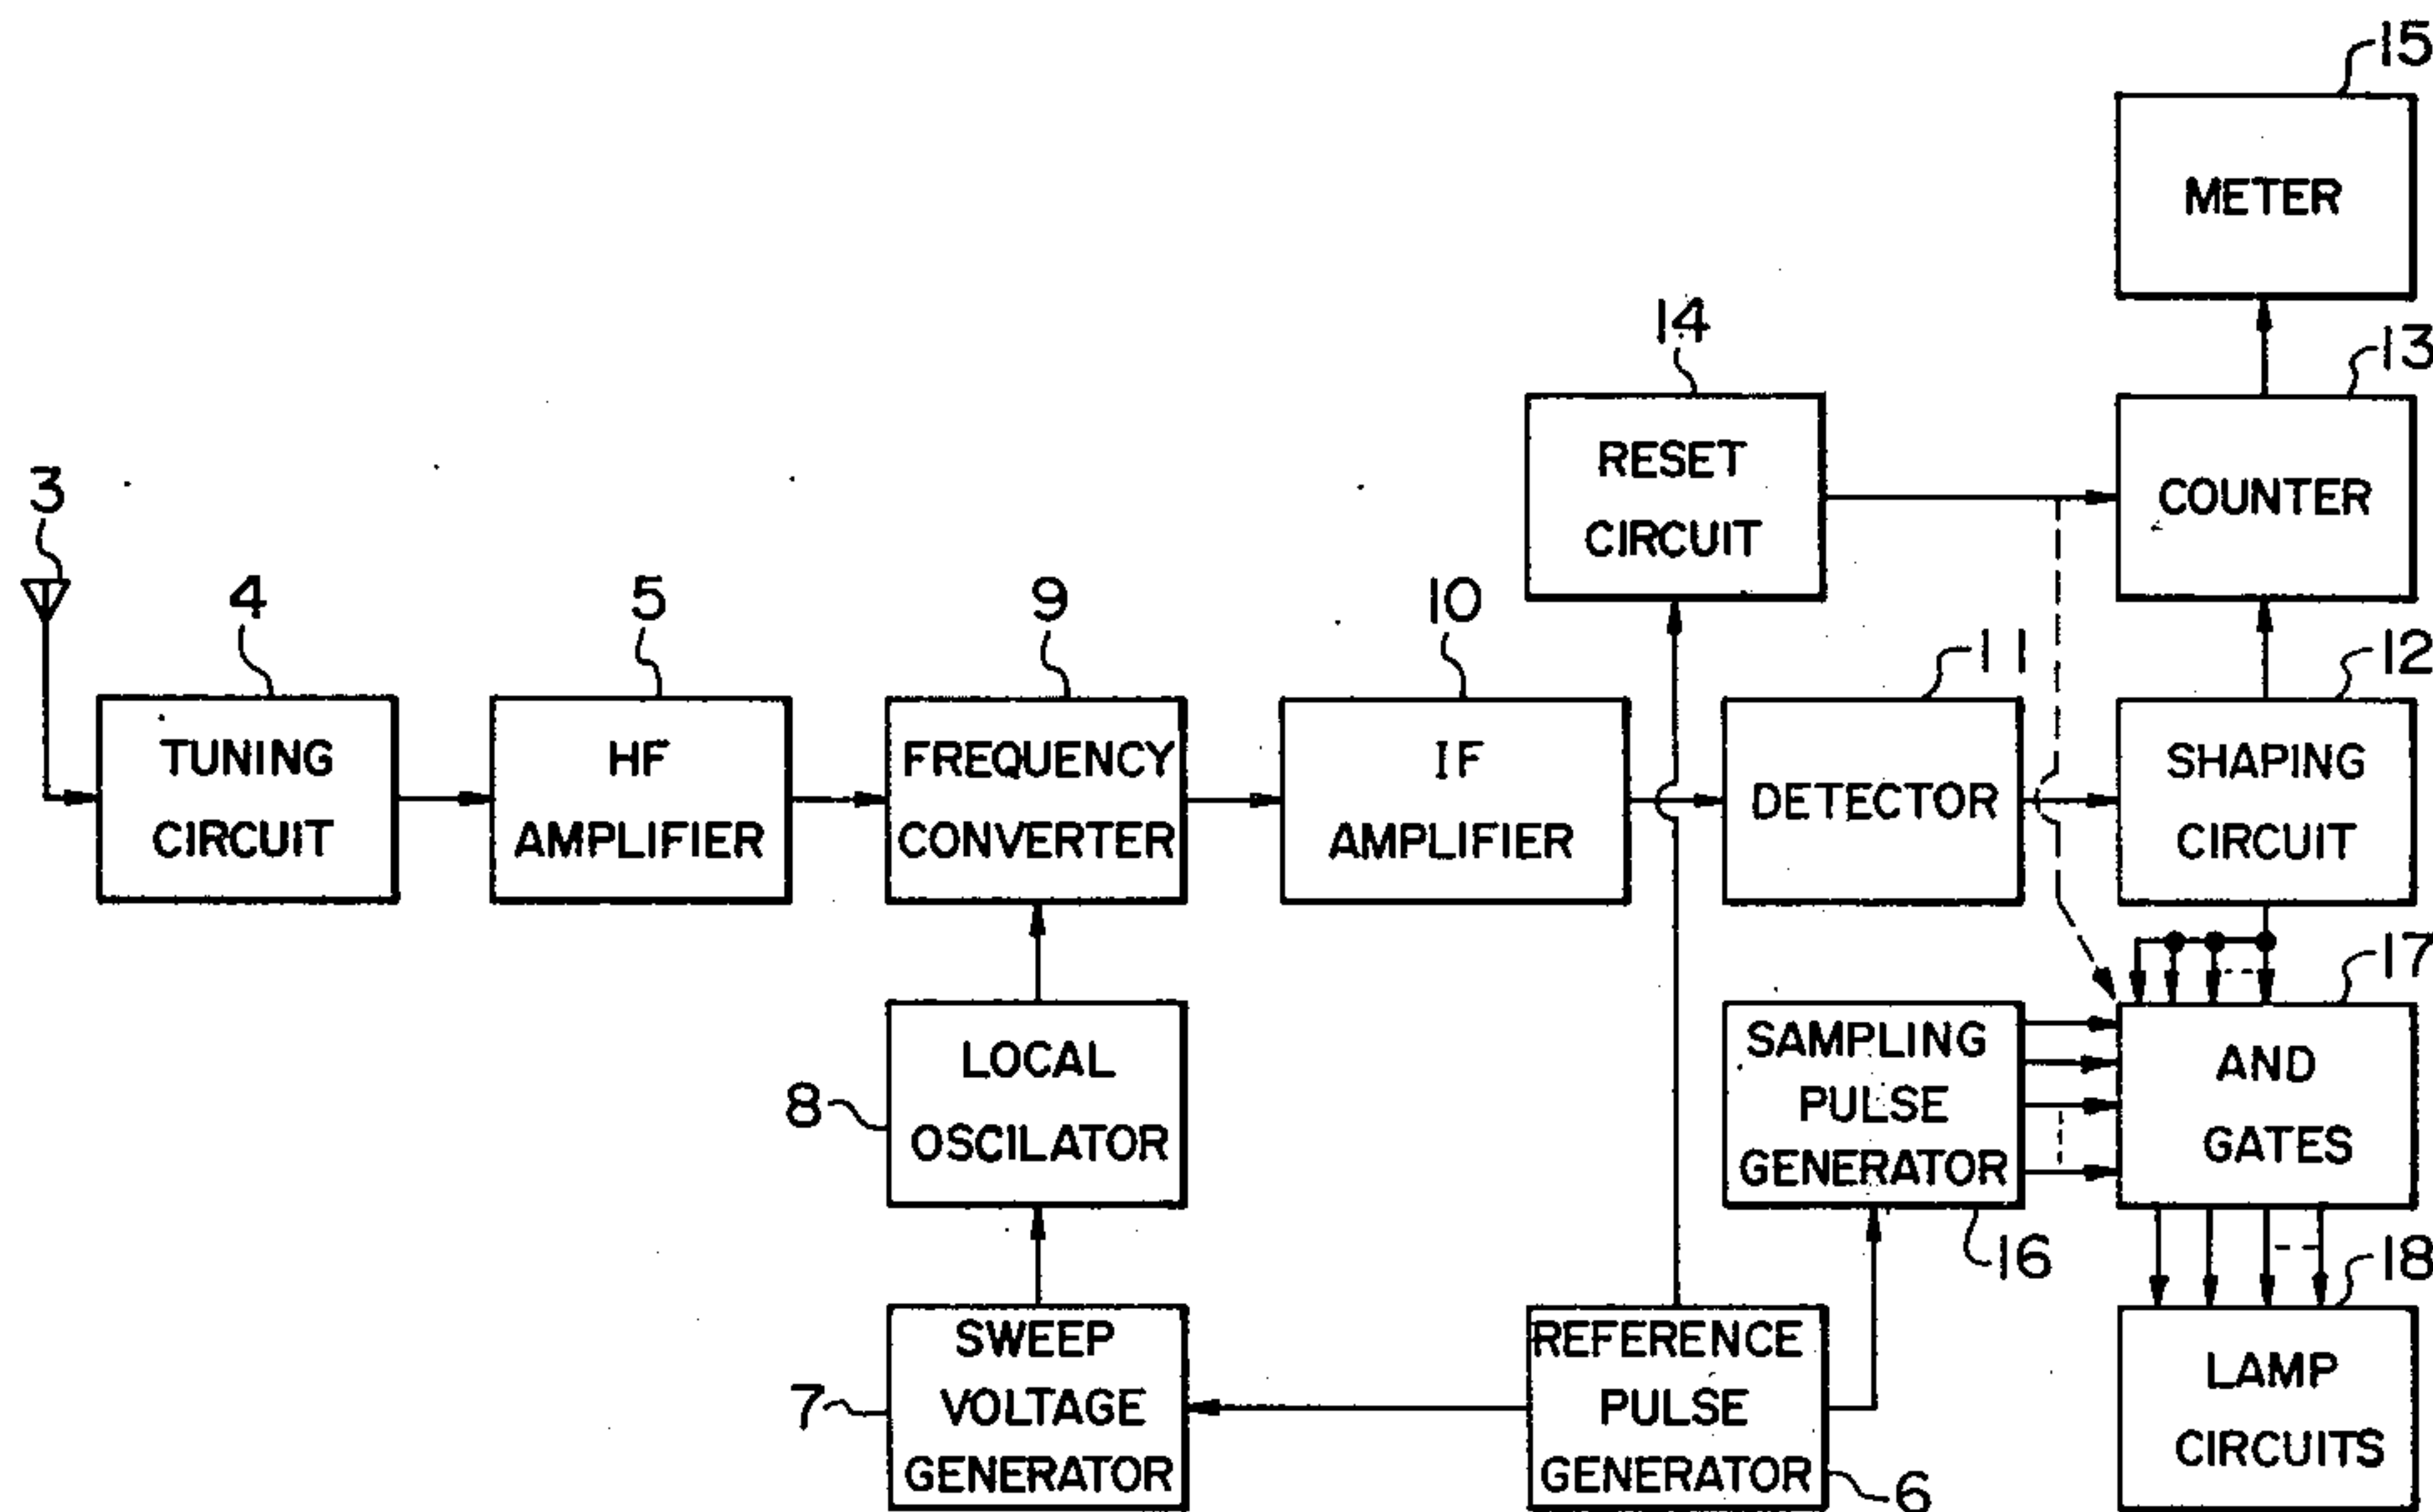 15
METER
14
13
RESET
CIRCUIT
COUNTER
3
4
5
9
10
11
12
TUNING
CIRCUIT
HF
AMPLIFIER
FREQUENCY
CONVERTER
IF
AMPLIFIER
DETECTOR
SHAPING
CIRCUIT
17
8
LOCAL
OSCILATOR
SAMPLING
PULSE
GENERATOR
AND
GATES
16
18
7
SWEEP
VOLTAGE
GENERATOR
REFERENCE
PULSE
GENERATOR
6
LAMP
CIRCUITS